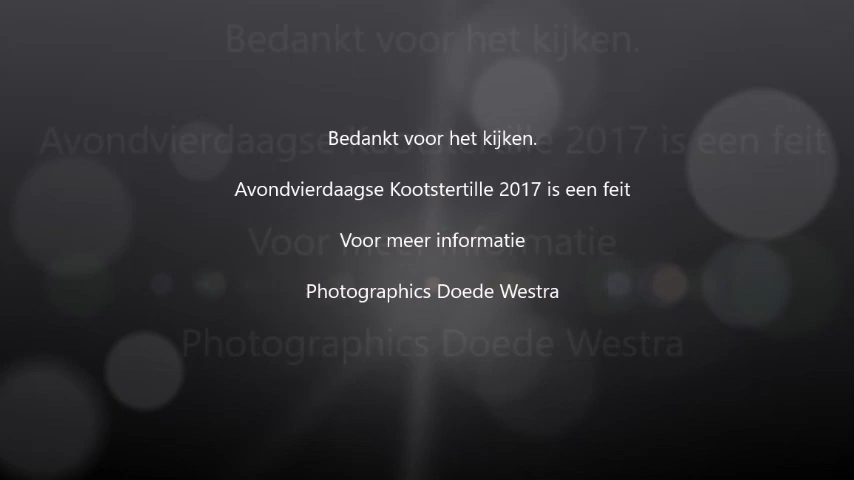 Bedankt voor het kijken.
Avondvierdaagse Kootstertille 2017 is een feit
Voor meer informatie
Photographics Doede Westra